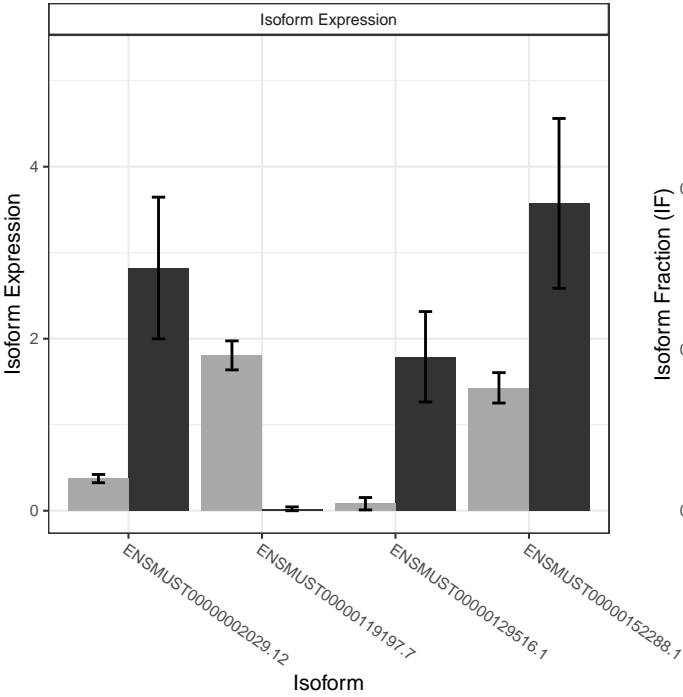 Isoform Expression
Isoform Expression
4
2
0
ENSMUST00000002029.12
ENSMUST00000119197.7
ENSMUST00000129516.1
ENSMUST00000152288.1
Isoform
Isoform Fraction (IF)